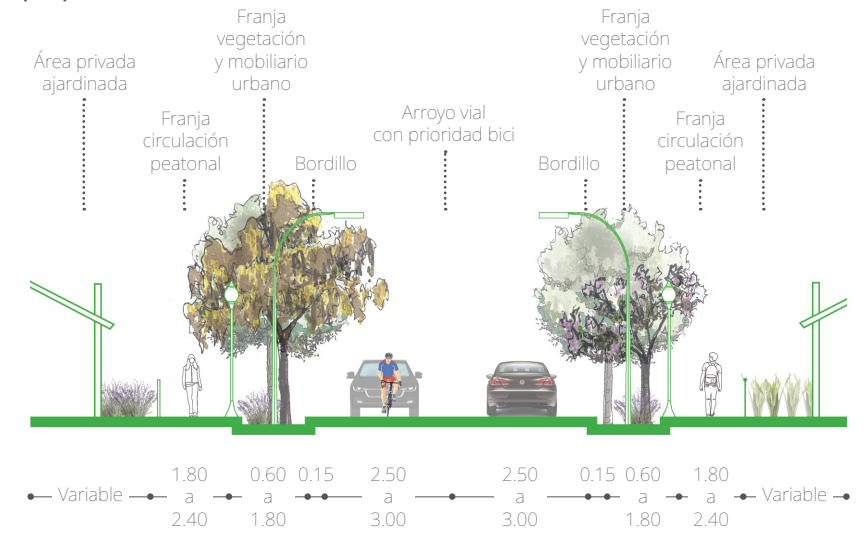 Franja
vegetación
y mobiliario
urbano
Franja
vegetación
y mobiliario
urbano
Área privada
ajardinada
Área privada
ajardinada
Franja
circulación
peatonal
Bordillo
Arroyo vial
con prioridad bici
Bordillo
Franja
circulación
peatonal
Variable
1.80
a
2.40
0.60
a
1.80
0.15
2.50
a
3.00
2.50
a
3.00
0.15
0.60
a
1.80
1.80
a
2.40
Variable